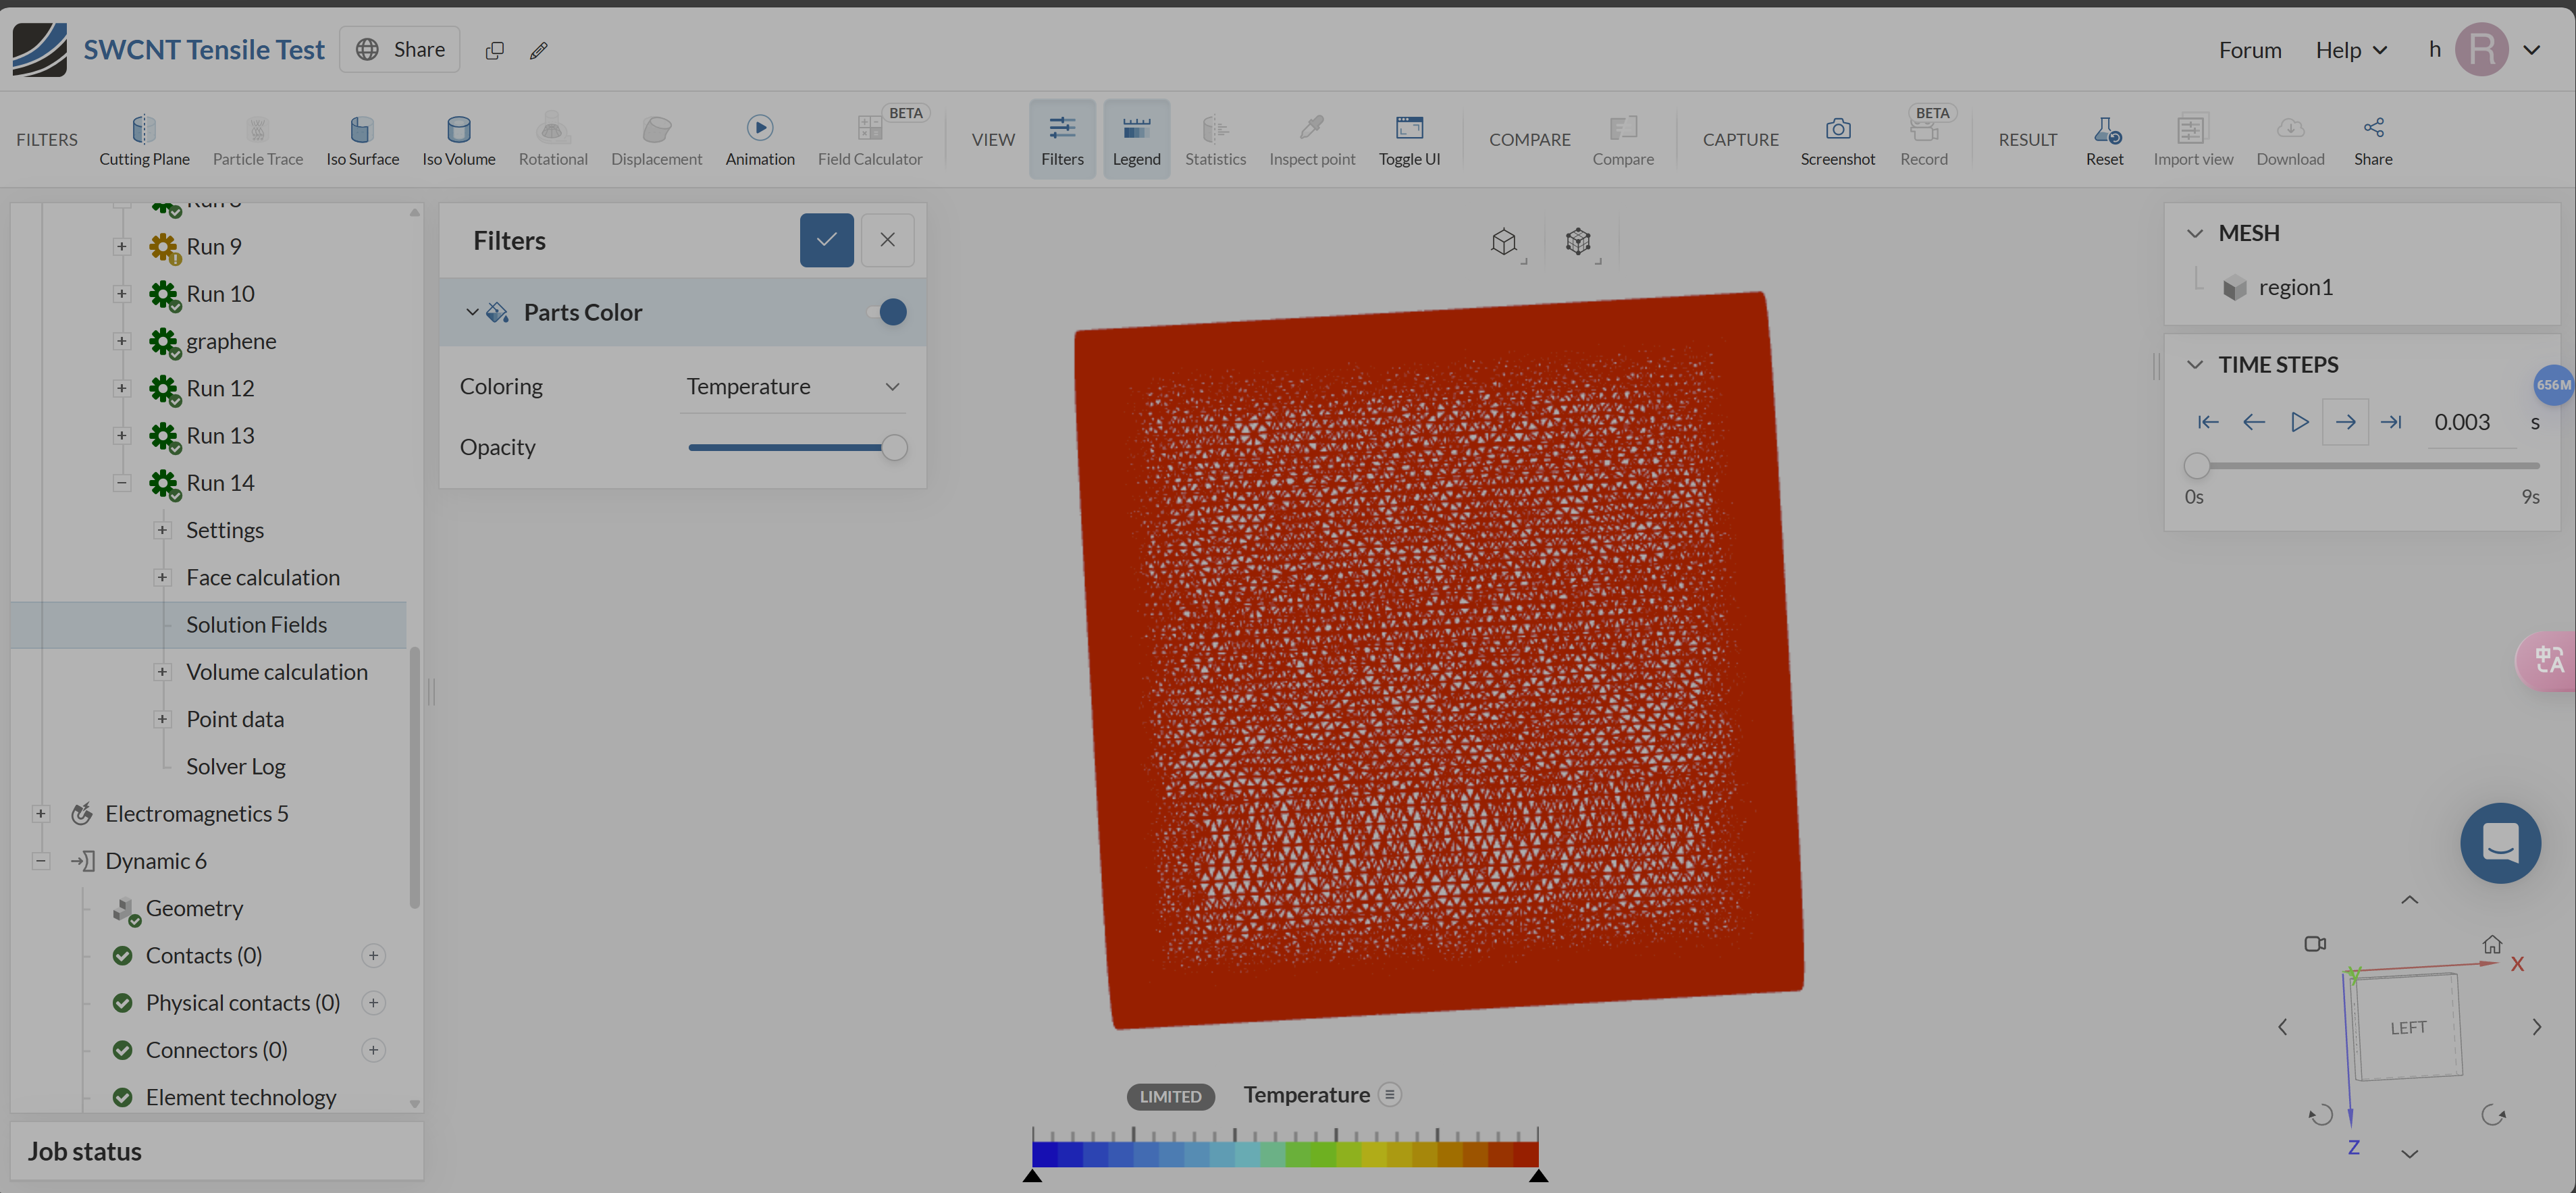 SWCNT Tensile Test
Share
Forum
Help
h
R
FILTERS
Cutting Plane
Particle Trace
Iso Surface
Iso Volume
Rotational
Displacement
Animation
BETA
Field Calculator
VIEW
Filters
Legend
Statistics
Inspect point
Toggle UI
COMPARE
Compare
CAPTURE
Screenshot
BETA
Record
RESULT
Reset
Import view
Download
Share
Run 9
Run 10
graphene
Run 12
Run 13
Run 14
Settings
Face calculation
Solution Fields
Volume calculation
Point data
Solver Log
Electromagnetics 5
Dynamic 6
Geometry
Contacts (0)
Physical contacts (0)
Connectors (0)
Element technology
Job status
Filters
Parts Color
Coloring Temperature
Opacity
LIMITED Temperature
MESH
region1
TIME STEPS
656M
0.003 s
0s 9s
中A
X
Y
LEFT
Z